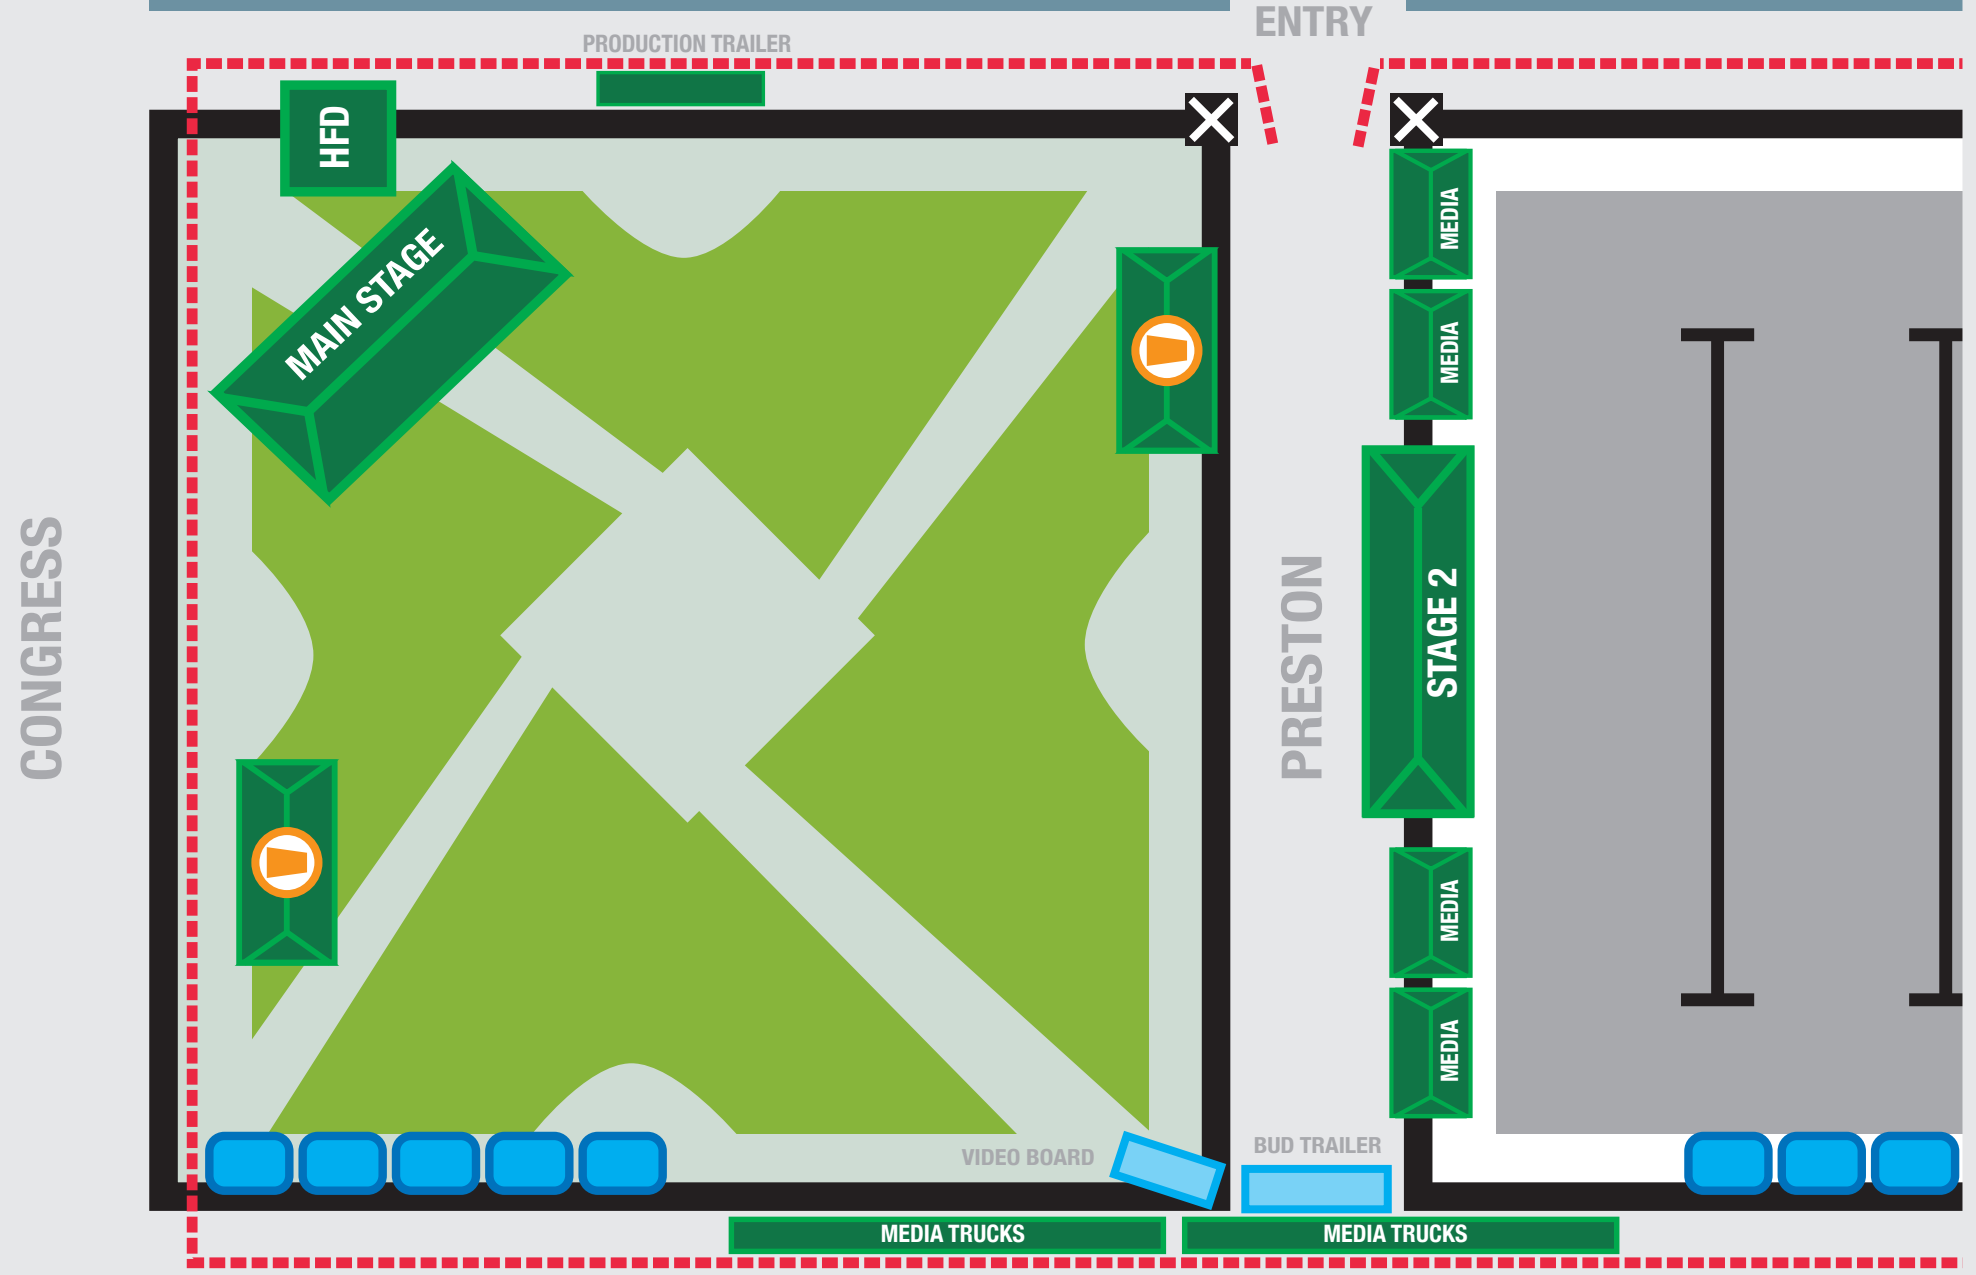 ENTRY
PRODUCTION TRAILER
HFD
MAIN STAGE
MEDIA
MEDIA
CONGRESS
PRESTON
STAGE 2
MEDIA
MEDIA
VIDEO BOARD
BUD TRAILER
MEDIA TRUCKS
MEDIA TRUCKS